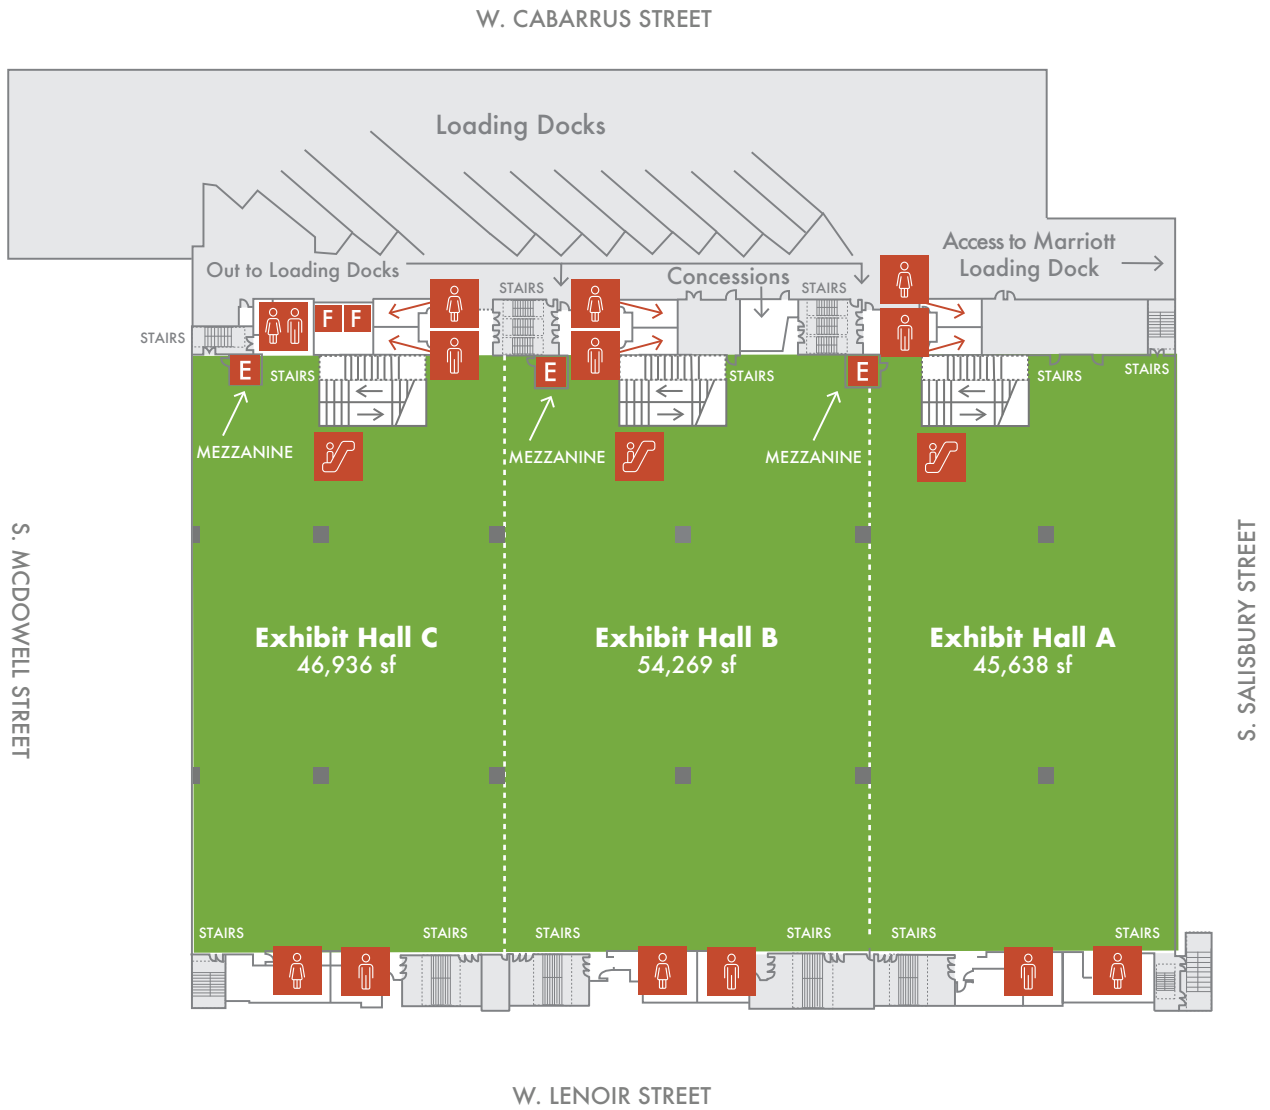 W. CABARRUS STREET
Loading Docks
Access to Marriott
Loading Dock
Out to Loading Docks
Concessions
STAIRS
STAIRS
STAIRS
F F
E
STAIRS
E
STAIRS
E
STAIRS
STAIRS
MEZZANINE
MEZZANINE
MEZZANINE
S. MCDOWELL STREET
S. SALISBURY STREET
Exhibit Hall C
46,936 sf
Exhibit Hall B
54,269 sf
Exhibit Hall A
45,638 sf
STAIRS
STAIRS
STAIRS
STAIRS
STAIRS
STAIRS
W. LENOIR STREET